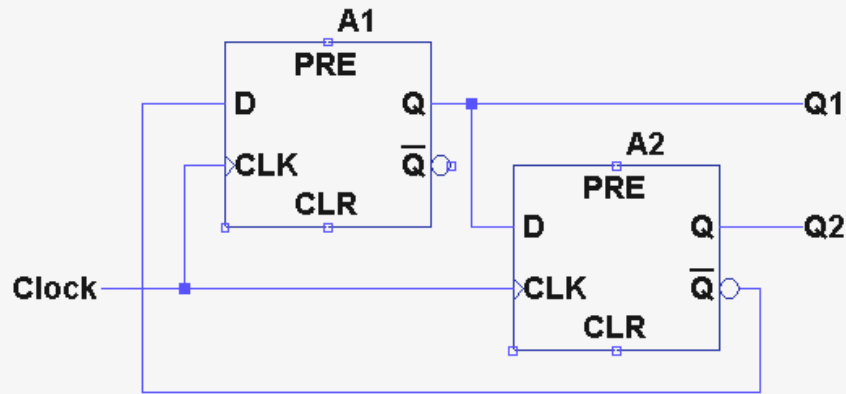 A1
PRE
D Q Q1
CLK Q̅
CLR
A2
PRE
D Q Q2
Clock CLK Q̅
CLR